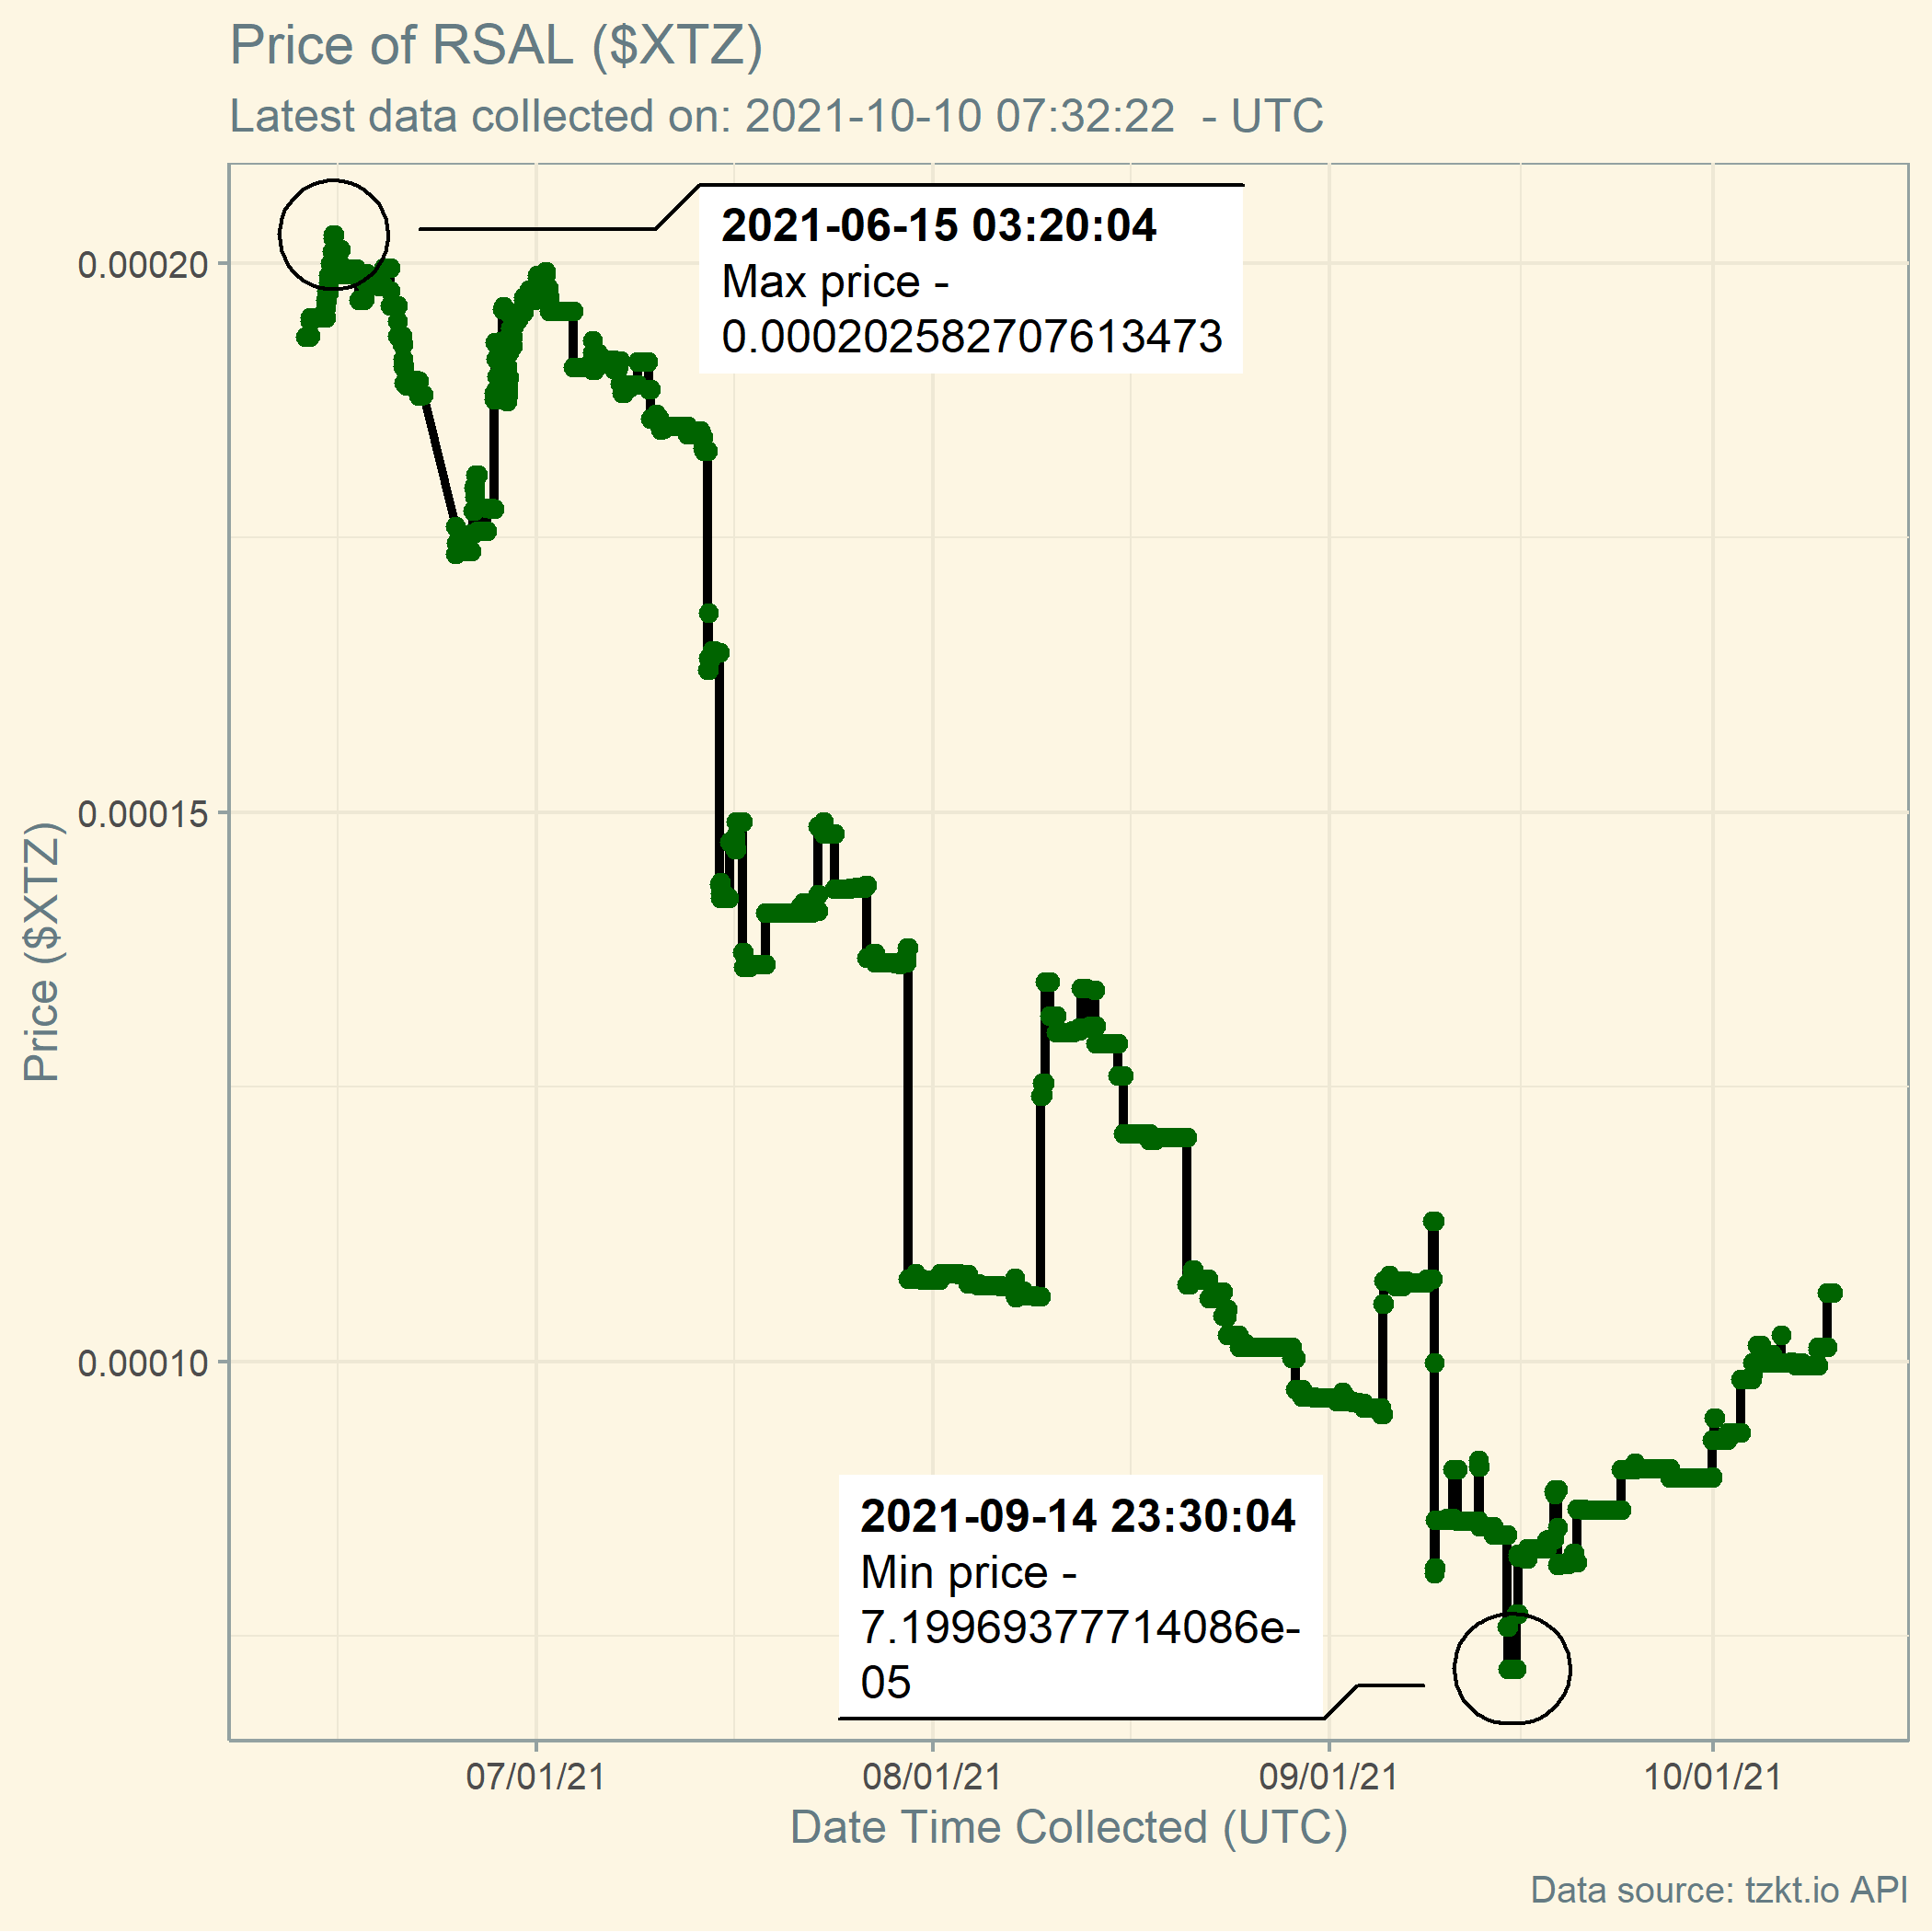 Price of RSAL ($XTZ)
Latest data collected on: 2021-10-10 07:32:22  - UTC
2021-06-15 03:20:04
Max price -
0.000202582707613473
0.00020
0.00015
0.00010
Price ($XTZ)
2021-09-14 23:30:04
Min price -
7.19969377714086e-
05
07/01/21
08/01/21
09/01/21
10/01/21
Date Time Collected (UTC)
Data source: tzkt.io API